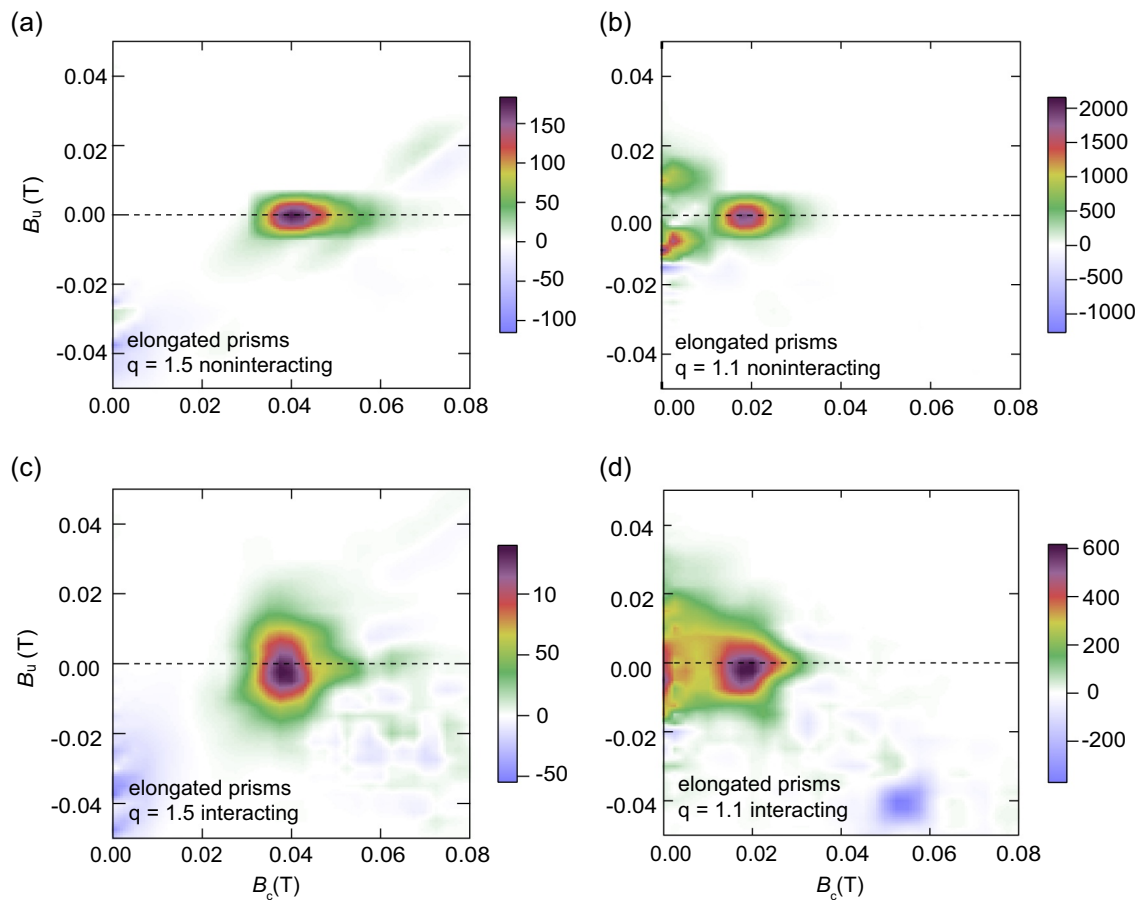 (a)
0.04
0.02
0.00
-0.02
-0.04
B_u (T)
elongated prisms
q = 1.5 noninteracting
0.00 0.02 0.04 0.06 0.08
150
100
50
0
-50
-100
(b)
0.04
0.02
0.00
-0.02
-0.04
elongated prisms
q = 1.1 noninteracting
0.00 0.02 0.04 0.06 0.08
2000
1500
1000
500
0
-500
-1000
(c)
0.04
0.02
0.00
-0.02
-0.04
B_u (T)
elongated prisms
q = 1.5 interacting
0.00 0.02 0.04 0.06 0.08
B_c(T)
10
50
0
-50
(d)
0.04
0.02
0.00
-0.02
-0.04
elongated prisms
q = 1.1 interacting
0.00 0.02 0.04 0.06 0.08
B_c(T)
600
400
200
0
-200